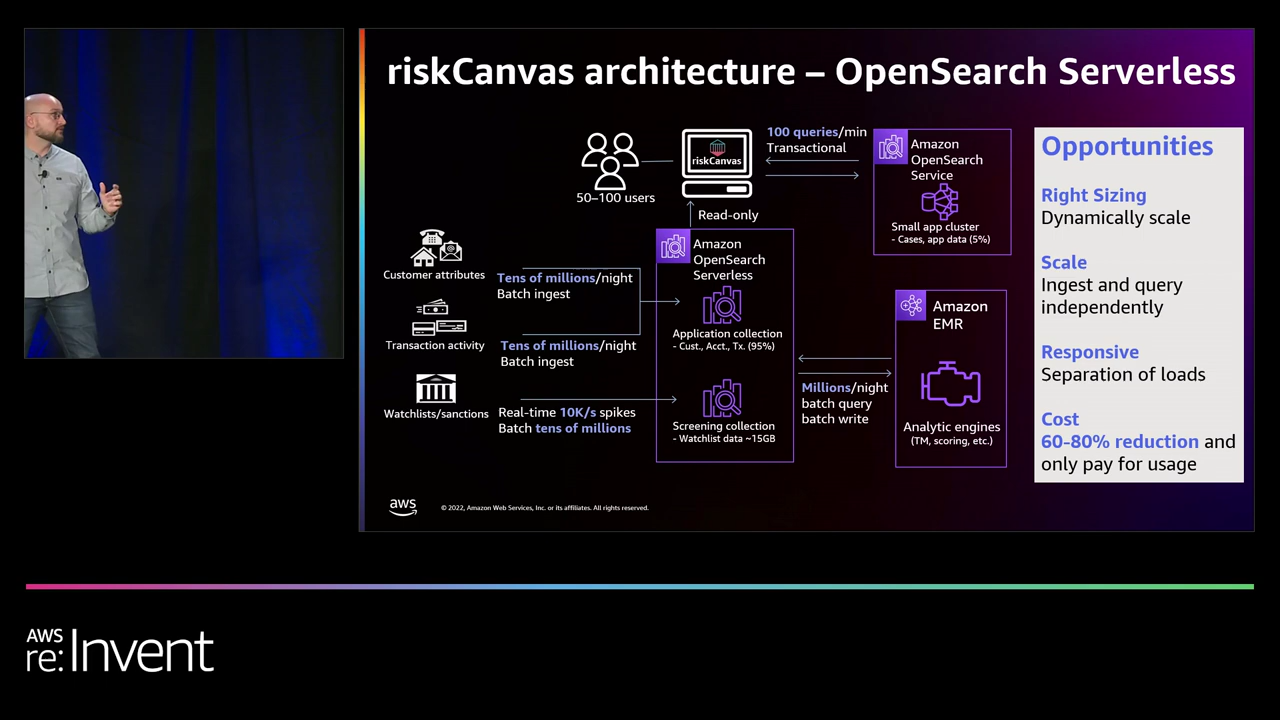 riskCanvas architecture – OpenSearch Serverless
50–100 users
riskCanvas
100 queries/min
Transactional
Amazon
OpenSearch
Service
Small app cluster
- Cases, app data (5%)
Read-only
Customer attributes
Tens of millions/night
Batch ingest
Transaction activity
Tens of millions/night
Batch ingest
Watchlists/sanctions
Real-time 10K/s spikes
Batch tens of millions
Amazon
OpenSearch
Serverless
Application collection
- Cust., Acct., Tx. (95%)
Screening collection
- Watchlist data ~15GB
Millions/night
batch query
batch write
Amazon
EMR
Analytic engines
(TM, scoring, etc.)
Opportunities
Right Sizing
Dynamically scale
Scale
Ingest and query
independently
Responsive
Separation of loads
Cost
60-80% reduction and
only pay for usage
aws
© 2022, Amazon Web Services, Inc. or its affiliates. All rights reserved.
AWS
re:Invent